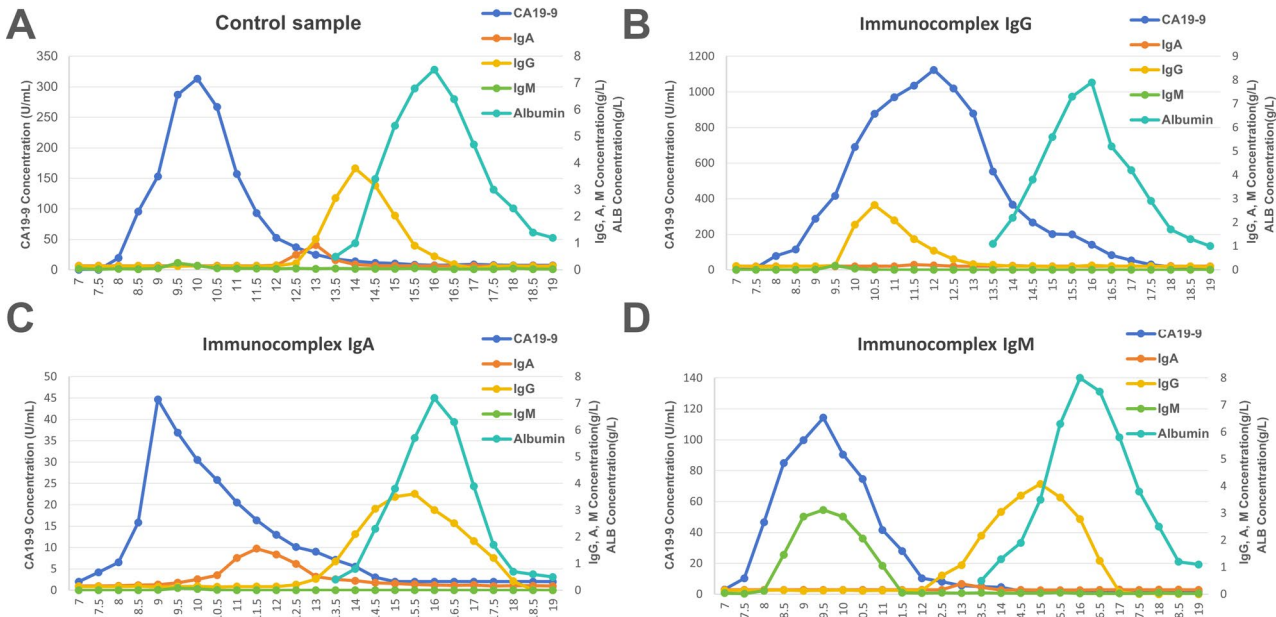 A
Control sample
CA19-9
IgA
IgG
IgM
Albumin
CA19-9 Concentration (U/mL)
350
300
250
200
150
100
50
0
8
7
6
5
4
3
2
1
0
IgG, A, M Concentration(g/L)
ALB Concentration(g/L)
7 7.5 8 8.5 9 9.5 10 10.5 11 11.5 12 12.5 13 13.5 14 14.5 15 15.5 16 16.5 17 17.5 18 18.5 19
B
Immunocomplex IgG
CA19-9
IgA
IgG
IgM
Albumin
CA19-9 Concentration (U/mL)
1200
1000
800
600
400
200
0
9
8
7
6
5
4
3
2
1
0
IgG, A, M Concentration(g/L)
ALB Concentration(g/L)
7 7.5 8 8.5 9 9.5 10 10.5 11 11.5 12 12.5 13 13.5 14 14.5 15 15.5 16 16.5 17 17.5 18 18.5 19
C
Immunocomplex IgA
CA19-9
IgA
IgG
IgM
Albumin
CA19-9 Concentration (U/mL)
50
45
40
35
30
25
20
15
10
5
0
8
7
6
5
4
3
2
1
0
IgG, A, M Concentration(g/L)
ALB Concentration(g/L)
7 7.5 8 8.5 9 9.5 10 10.5 11 11.5 12 12.5 13 13.5 14 14.5 15 15.5 16 16.5 17 17.5 18 18.5 19
D
Immunocomplex IgM
CA19-9
IgA
IgG
IgM
Albumin
CA19-9 Concentration (U/mL)
140
120
100
80
60
40
20
0
8
7
6
5
4
3
2
1
0
IgG, A, M Concentration(g/L)
ALB Concentration(g/L)
7 7.5 8 8.5 9 9.5 10 10.5 11 11.5 12 12.5 13 13.5 14 14.5 15 15.5 16 16.5 17 17.5 18 18.5 19